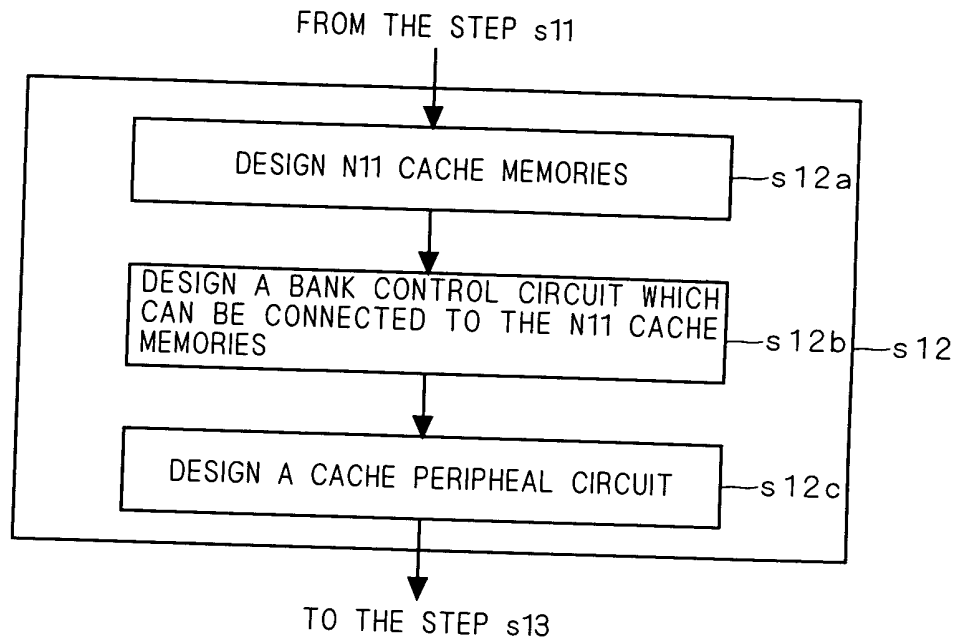 FROM THE STEP s11
DESIGN N11 CACHE MEMORIES
s12a
DESIGN A BANK CONTROL CIRCUIT WHICH
CAN BE CONNECTED TO THE N11 CACHE
MEMORIES
s12b
s12
DESIGN A CACHE PERIPHEAL CIRCUIT
s12c
TO THE STEP s13